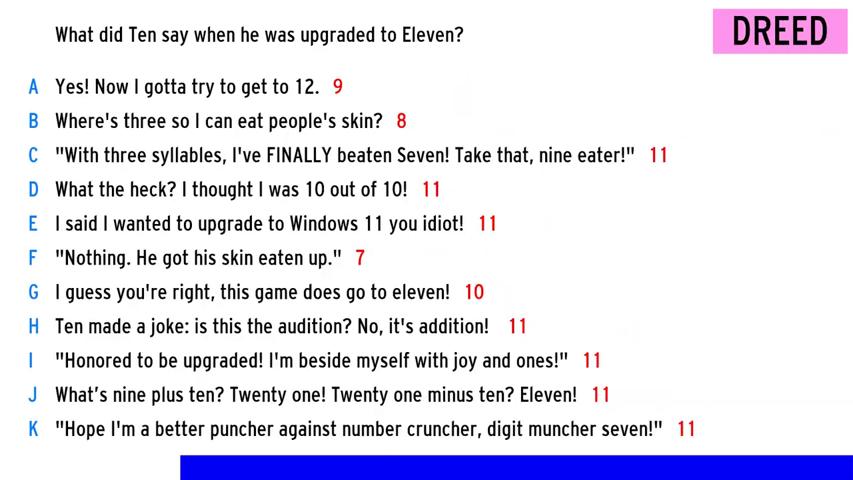 What did Ten say when he was upgraded to Eleven?
DREED
A Yes! Now I gotta try to get to 12. 9
B Where's three so I can eat people's skin? 8
C "With three syllables, I've FINALLY beaten Seven! Take that, nine eater!" 11
D What the heck? I thought I was 10 out of 10! 11
E I said I wanted to upgrade to Windows 11 you idiot! 11
F "Nothing. He got his skin eaten up." 7
G I guess you're right, this game does go to eleven! 10
H Ten made a joke: is this the audition? No, it's addition! 11
I "Honored to be upgraded! I'm beside myself with joy and ones!" 11
J What’s nine plus ten? Twenty one! Twenty one minus ten? Eleven! 11
K "Hope I'm a better puncher against number cruncher, digit muncher seven!" 11